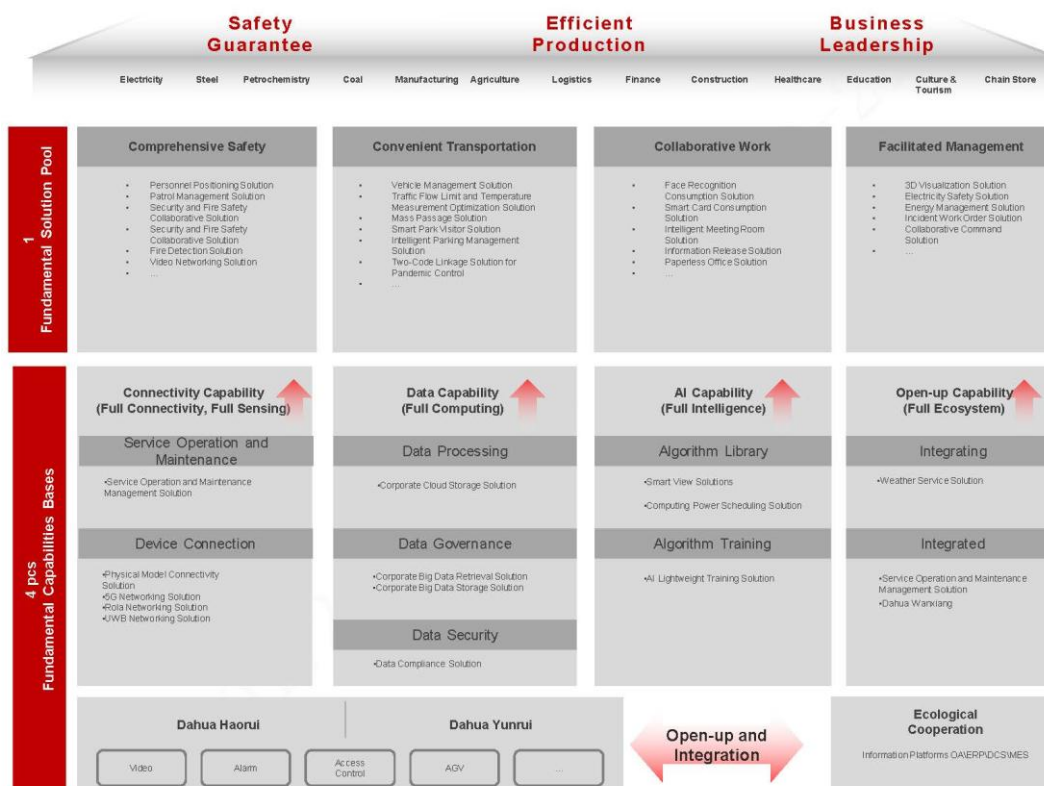 Safety
Guarantee
Efficient
Production
Business
Leadership
Electricity
Steel
Petrochemistry
Coal
Manufacturing
Agriculture
Logistics
Finance
Construction
Healthcare
Education
Culture &
Tourism
Chain Store
1
Fundamental Solution Pool
Comprehensive Safety
• Personnel Positioning Solution
• Patrol Management Solution
• Security and Fire Safety
Collaborative Solution
• Security and Fire Safety
Collaborative Solution
• Fire Detection Solution
• Video Networking Solution
• ...
Convenient Transportation
• Vehicle Management Solution
• Traffic Flow Limit and Temperature
Measurement Optimization Solution
• Mass Passage Solution
• Smart Park Visitor Solution
• Intelligent Parking Management
Solution
• Two-Code Linkage Solution for
Pandemic Control
• ...
Collaborative Work
• Face Recognition
Consumption Solution
• Smart Card Consumption
Solution
• Intelligent Meeting Room
Solution
• Information Release Solution
• Paperless Office Solution
• ...
Facilitated Management
• 3D Visualization Solution
• Electricity Safety Solution
• Energy Management Solution
• Incident Work Order Solution
• Collaborative Command
Solution
• ...
4 pcs
Fundamental Capabilities Bases
Connectivity Capability
(Full Connectivity, Full Sensing)
Service Operation and
Maintenance
•Service Operation and Maintenance
Management Solution
Device Connection
•Physical Model Connectivity
Solution
•5G Networking Solution
•Rola Networking Solution
•UWB Networking Solution
Data Capability
(Full Computing)
Data Processing
•Corporate Cloud Storage Solution
Data Governance
•Corporate Big Data Retrieval Solution
•Corporate Big Data Storage Solution
Data Security
•Data Compliance Solution
AI Capability
(Full Intelligence)
Algorithm Library
•Smart View Solutions
•Computing Power Scheduling Solution
Algorithm Training
•AI Lightweight Training Solution
Open-up Capability
(Full Ecosystem)
Integrating
•Weather Service Solution
Integrated
•Service Operation and Maintenance
Management Solution
•Dahua Wanxiang
Dahua Haorui
Dahua Yunrui
Video
Alarm
Access
Control
AGV
...
Open-up and
Integration
Ecological
Cooperation
Information Platforms OA\ERP\DCS\MES